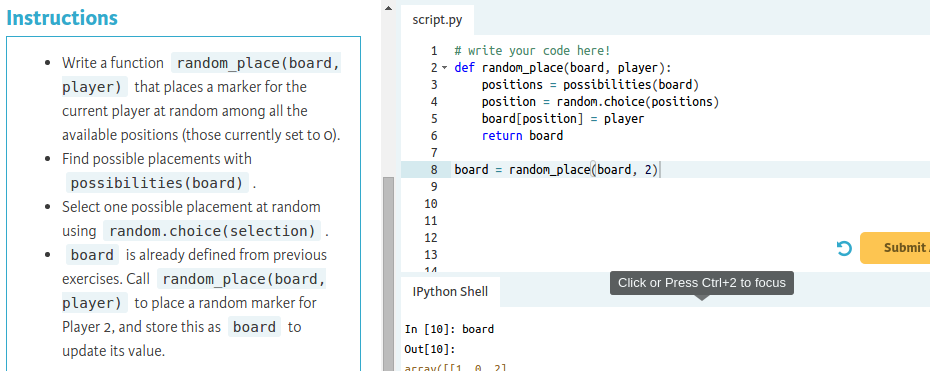 Instructions
Write a function random_place(board,
player) that places a marker for the
current player at random among all the
available positions (those currently set to 0).
Find possible placements with
possibilities(board) .
Select one possible placement at random
using random.choice(selection) .
board is already defined from previous
exercises. Call random_place(board,
player) to place a random marker for
Player 2, and store this as board to
update its value.
script.py
1 # write your code here!
2 def random_place(board, player):
3 positions = possibilities(board)
4 position = random.choice(positions)
5 board[position] = player
6 return board
7
8 board = random_place(board, 2)
9
10
11
12
13
14
Submit
Click or Press Ctrl+2 to focus
IPython Shell
In [10]: board
Out[10]:
array([[1, 0, 2]